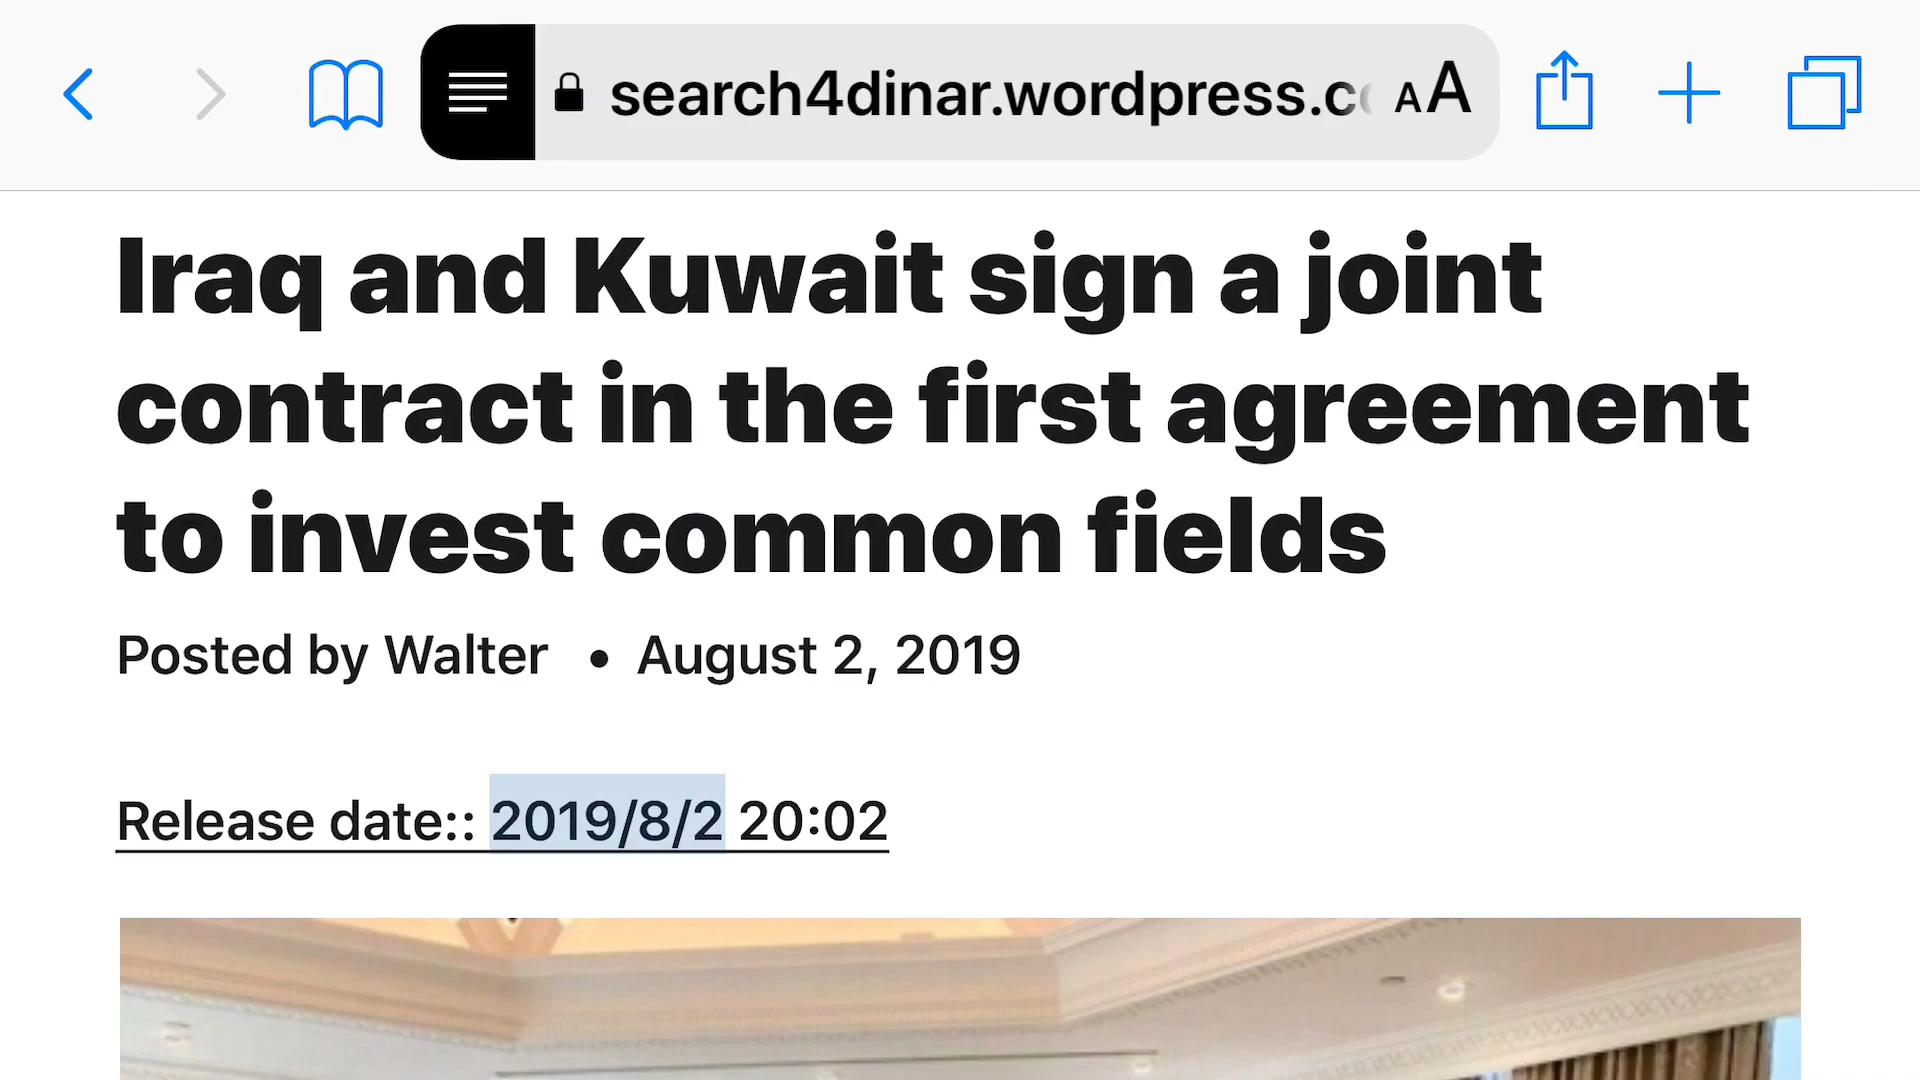 search4dinar.wordpress.c
AA
Iraq and Kuwait sign a joint
contract in the first agreement
to invest common fields
Posted by Walter • August 2, 2019
Release date:: 2019/8/2 20:02